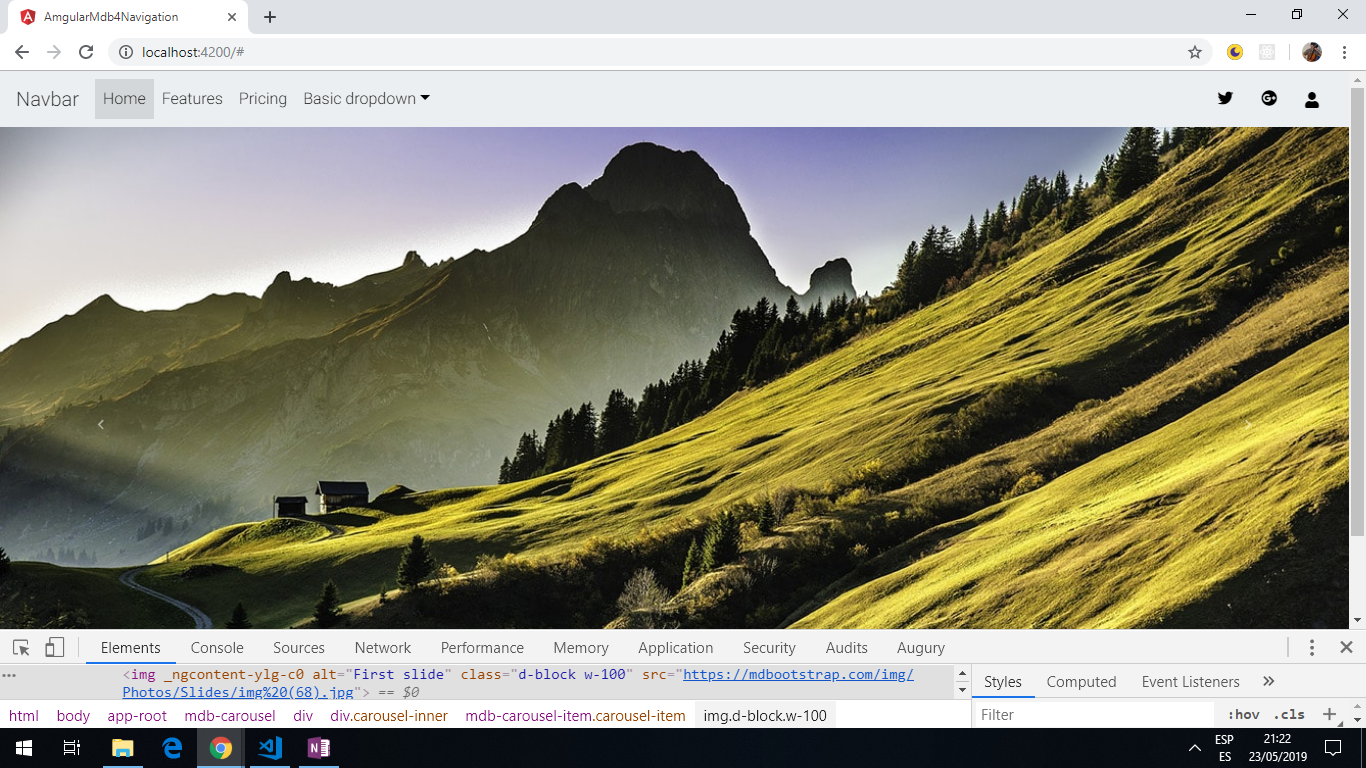 AmgularMdb4Navigation
localhost:4200/#
Navbar Home Features Pricing Basic dropdown
Elements Console Sources Network Performance Memory Application Security Audits Augury
<img _ngcontent-ylg-c0 alt="First slide" class="d-block w-100" src="https://mdbootstrap.com/img/
Photos/Slides/img%20(68).jpg"> == $0
html body app-root mdb-carousel div div.carousel-inner mdb-carousel-item.carousel-item img.d-block.w-100
Styles Computed Event Listeners
Filter :hov .cls
ESP 21:22
ES 23/05/2019